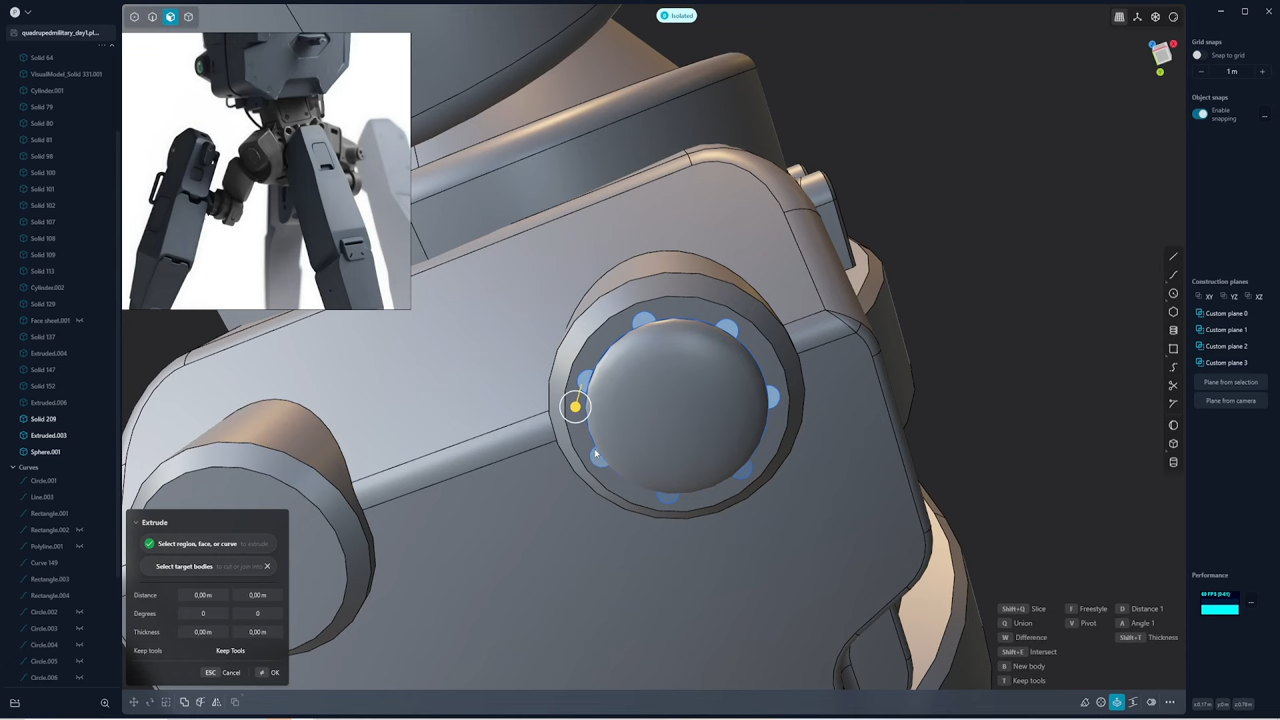 P
quadrupedmilitary_day1.pl...
Solid 64
VisualModel_Solid 331.001
Cylinder.001
Solid 79
Solid 80
Solid 81
Solid 98
Solid 100
Solid 101
Solid 102
Solid 107
Solid 108
Solid 109
Solid 113
Cylinder.002
Solid 129
Face sheet.001
Solid 137
Extruded.004
Solid 147
Solid 152
Extruded.006
Solid 209
Extruded.003
Sphere.001
Curves
Circle.001
Line.003
Rectangle.001
Rectangle.002
Polyline.001
Curve 149
Rectangle.003
Rectangle.004
Circle.002
Circle.003
Circle.004
Circle.005
Circle.006
Isolated
Extrude
Select region, face, or curve to extrude
Select target bodies to cut or join into
Distance 0,00 m 0,00 m
Degrees 0 0
Thickness 0,00 m 0,00 m
Keep tools Keep Tools
ESC Cancel OK
Shift+Q Slice F Freestyle D Distance 1
Q Union V Pivot A Angle 1
W Difference Shift+T Thickness
Shift+E Intersect
B New body
T Keep tools
Grid snaps
Snap to grid
1 m
Object snaps
Enable
snapping
Construction planes
XY YZ XZ
Custom plane 0
Custom plane 1
Custom plane 2
Custom plane 3
Plane from selection
Plane from camera
Performance